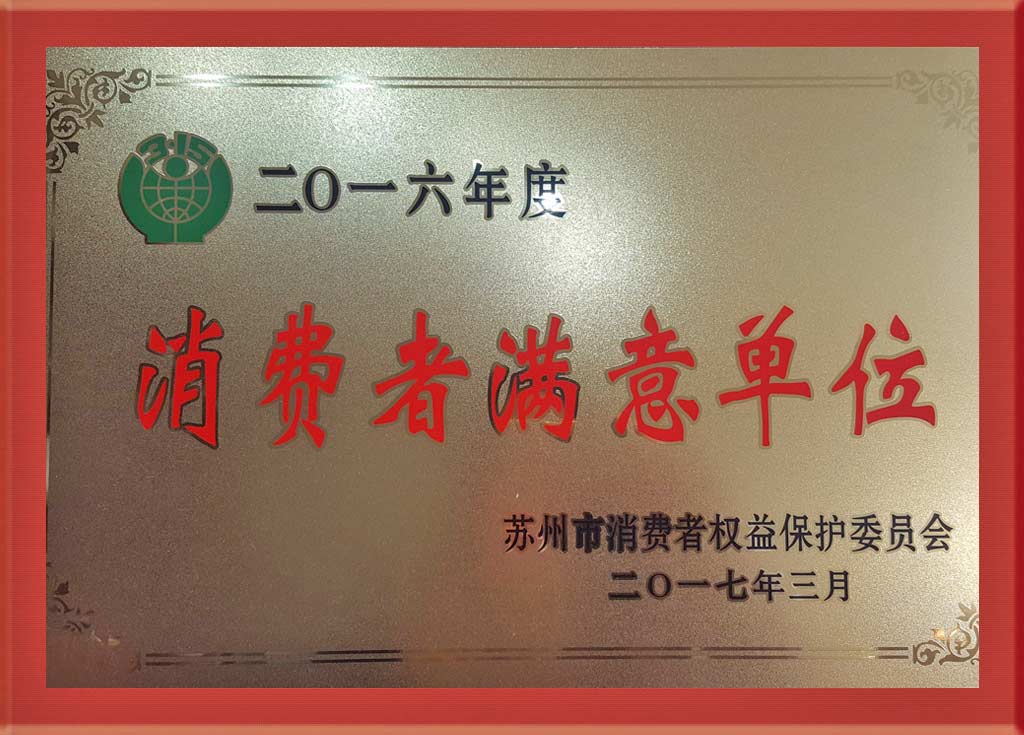 3·15
二〇一六年度
消费者满意单位
苏州市消费者权益保护委员会
二〇一七年三月